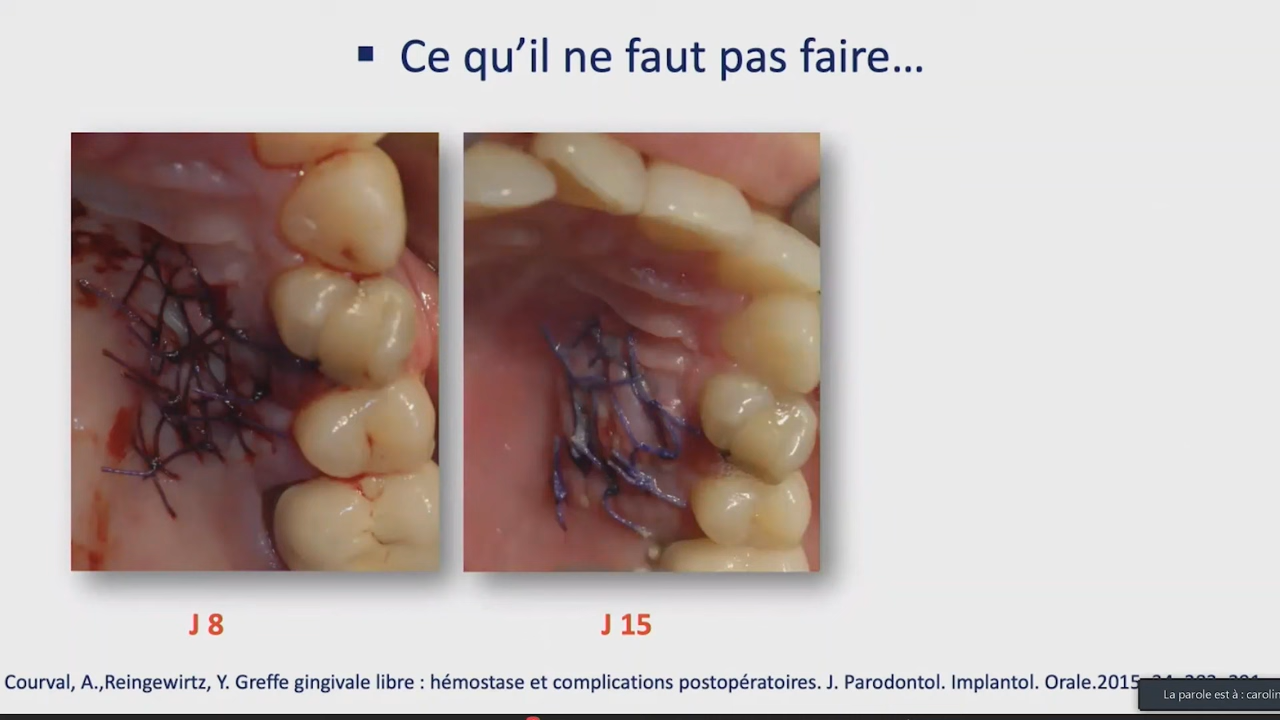 ▪ Ce qu’il ne faut pas faire…
J 8
J 15
Courval, A.,Reingewirtz, Y. Greffe gingivale libre : hémostase et complications postopératoires. J. Parodontol. Implantol. Orale.2015
La parole est à : carolin